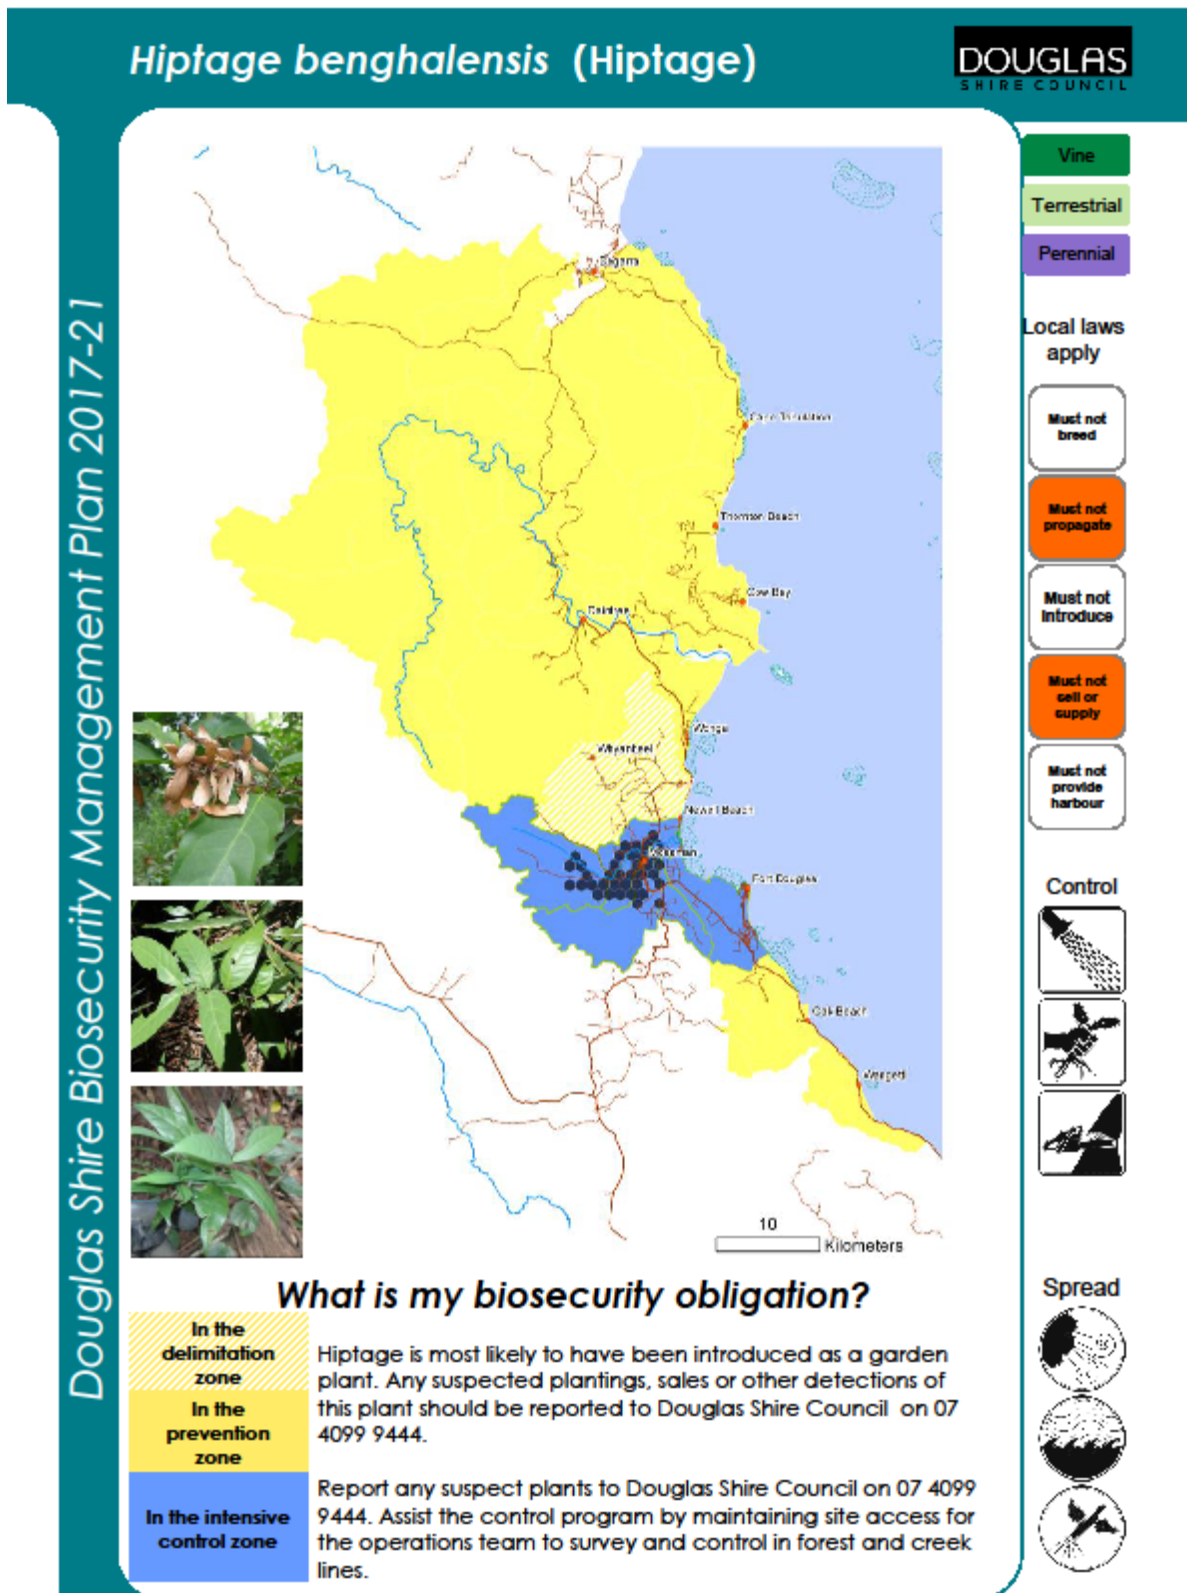 Hiptage benghalensis (Hiptage)
DOUGLAS
SHIRE COUNCIL
Douglas Shire Biosecurity Management Plan 2017-21
Vine
Terrestrial
Perennial
Local laws
apply
Must not
breed
Must not
propagate
Must not
Introduce
Must not
sell or
supply
Must not
provide
harbour
Control
Spread
Degarra
Cape Tribulation
Thornton Beach
Cow Bay
Daintree
Wonga
Whyanbeel
Newell Beach
Mossman
Port Douglas
Oak Beach
Wangetti
10
Kilometers
What is my biosecurity obligation?
In the
delimitation
zone
In the
prevention
zone
Hiptage is most likely to have been introduced as a garden
plant. Any suspected plantings, sales or other detections of
this plant should be reported to Douglas Shire Council on 07
4099 9444.
In the intensive
control zone
Report any suspect plants to Douglas Shire Council on 07 4099
9444. Assist the control program by maintaining site access for
the operations team to survey and control in forest and creek
lines.